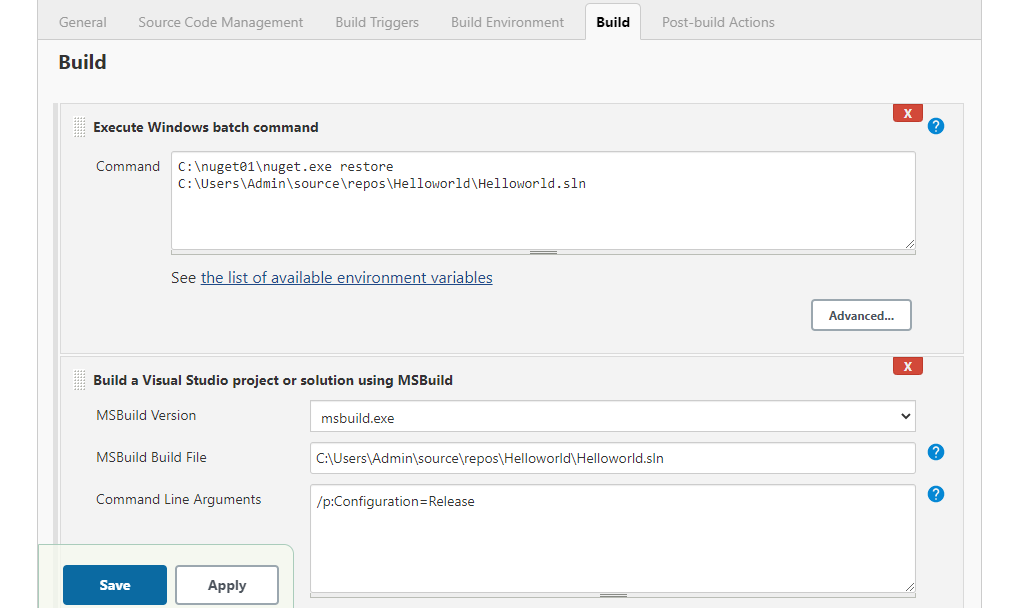 General Source Code Management Build Triggers Build Environment Build Post-build Actions
Build
X
Execute Windows batch command ?
Command C:\nuget01\nuget.exe restore
C:\Users\Admin\source\repos\Helloworld\Helloworld.sln
See the list of available environment variables
Advanced...
X
Build a Visual Studio project or solution using MSBuild
MSBuild Version msbuild.exe
MSBuild Build File C:\Users\Admin\source\repos\Helloworld\Helloworld.sln ?
Command Line Arguments /p:Configuration=Release ?
Save Apply